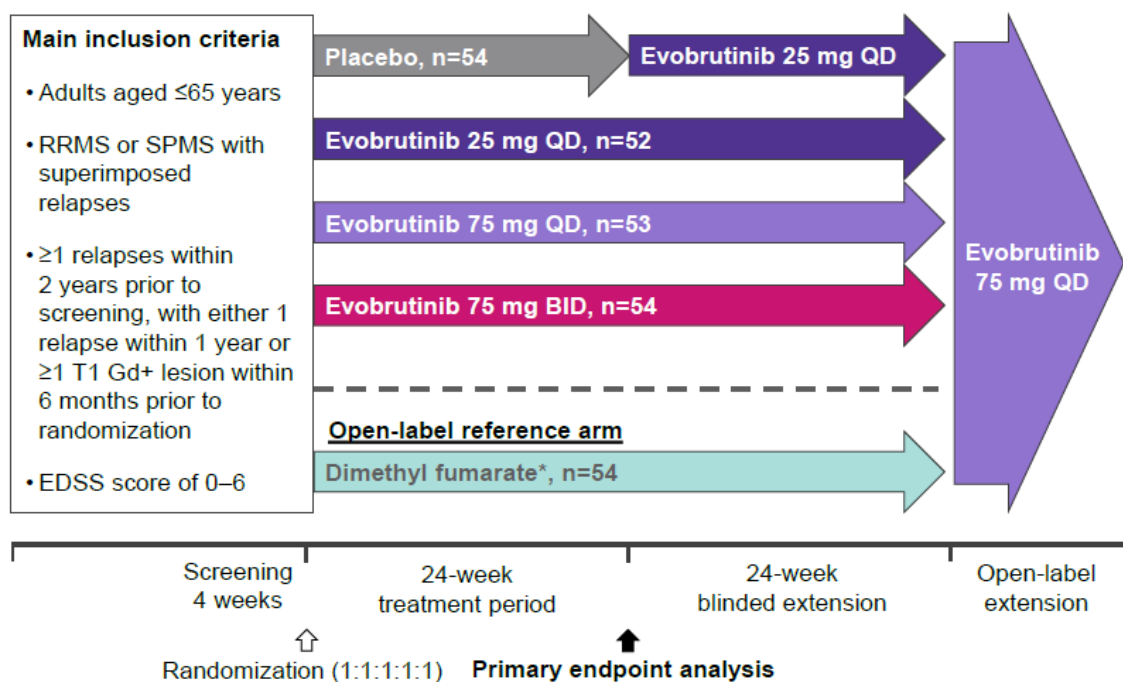 Main inclusion criteria
• Adults aged ≤65 years
• RRMS or SPMS with
superimposed
relapses
• ≥1 relapses within
2 years prior to
screening, with either 1
relapse within 1 year or
≥1 T1 Gd+ lesion within
6 months prior to
randomization
• EDSS score of 0–6
Placebo, n=54
Evobrutinib 25 mg QD
Evobrutinib 25 mg QD, n=52
Evobrutinib 75 mg QD, n=53
Evobrutinib 75 mg BID, n=54
Open-label reference arm
Dimethyl fumarate*, n=54
Evobrutinib
75 mg QD
Screening
4 weeks
24-week
treatment period
24-week
blinded extension
Open-label
extension
Randomization (1:1:1:1:1)
Primary endpoint analysis